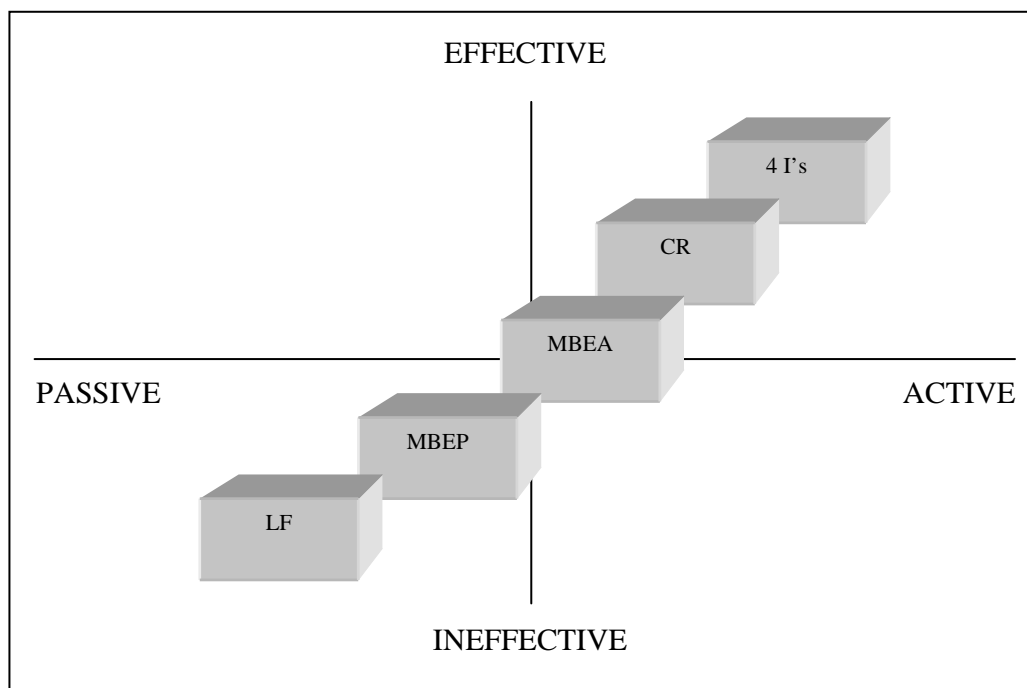 EFFECTIVE
4 I's
CR
MBEA
PASSIVE
ACTIVE
MBEP
LF
INEFFECTIVE